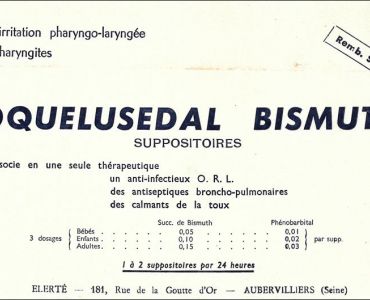 irritation pharyngo-laryngée
pharyngites
Remb. S
OQUELUSEDAL BISMUT
SUPPOSITOIRES
socie en une seule thérapeutique
un anti-infectieux O. R. L.
des antiseptiques broncho-pulmonaires
des calmants de la toux
Succ. de Bismuth Phénobarbital
3 dosages { Bébés . . . . . 0,05 . . . . . 0,01 } par supp.
Enfants . . . . . 0,10 . . . . . 0,02
Adultes . . . . . 0,15 . . . . . 0,03
1 à 2 suppositoires par 24 heures
ELERTÉ — 181, Rue de la Goutte d'Or — AUBERVILLIERS (Seine)